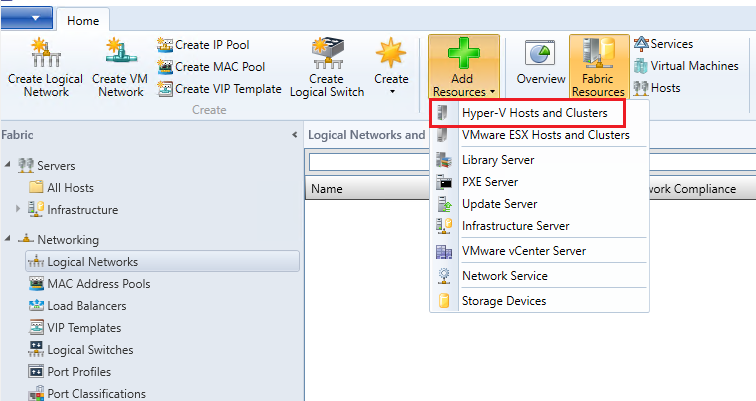 Home
Create Logical
Network
Create VM
Network
Create IP Pool
Create MAC Pool
Create VIP Template
Create
Logical Switch
Create
Create
Add
Resources
Overview
Fabric
Resources
Services
Virtual Machines
Hosts
Fabric
Servers
All Hosts
Infrastructure
Networking
Logical Networks
MAC Address Pools
Load Balancers
VIP Templates
Logical Switches
Port Profiles
Port Classifications
Logical Networks and
Name
work Compliance
Hyper-V Hosts and Clusters
VMware ESX Hosts and Clusters
Library Server
PXE Server
Update Server
Infrastructure Server
VMware vCenter Server
Network Service
Storage Devices